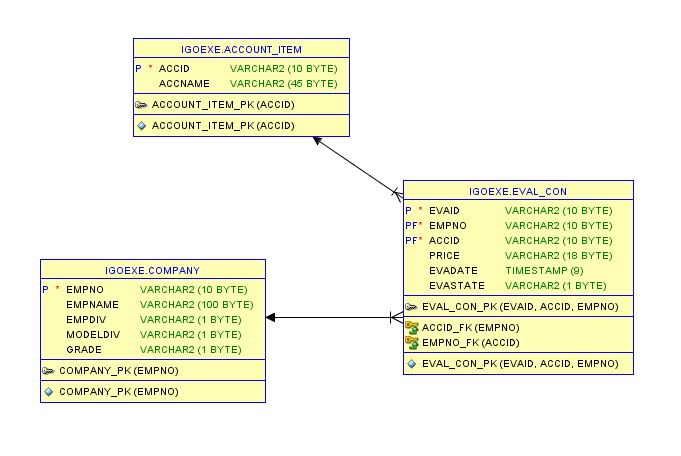 IGOEXE.ACCOUNT_ITEM
P * ACCID VARCHAR2 (10 BYTE)
ACCNAME VARCHAR2 (45 BYTE)
ACCOUNT_ITEM_PK (ACCID)
ACCOUNT_ITEM_PK (ACCID)
IGOEXE.EVAL_CON
P * EVAID VARCHAR2 (10 BYTE)
PF* EMPNO VARCHAR2 (10 BYTE)
PF* ACCID VARCHAR2 (10 BYTE)
PRICE VARCHAR2 (18 BYTE)
EVADATE TIMESTAMP (9)
EVASTATE VARCHAR2 (1 BYTE)
EVAL_CON_PK (EVAID, ACCID, EMPNO)
ACCID_FK (EMPNO)
EMPNO_FK (ACCID)
EVAL_CON_PK (EVAID, ACCID, EMPNO)
IGOEXE.COMPANY
P * EMPNO VARCHAR2 (10 BYTE)
EMPNAME VARCHAR2 (100 BYTE)
EMPDIV VARCHAR2 (1 BYTE)
MODELDIV VARCHAR2 (1 BYTE)
GRADE VARCHAR2 (1 BYTE)
COMPANY_PK (EMPNO)
COMPANY_PK (EMPNO)